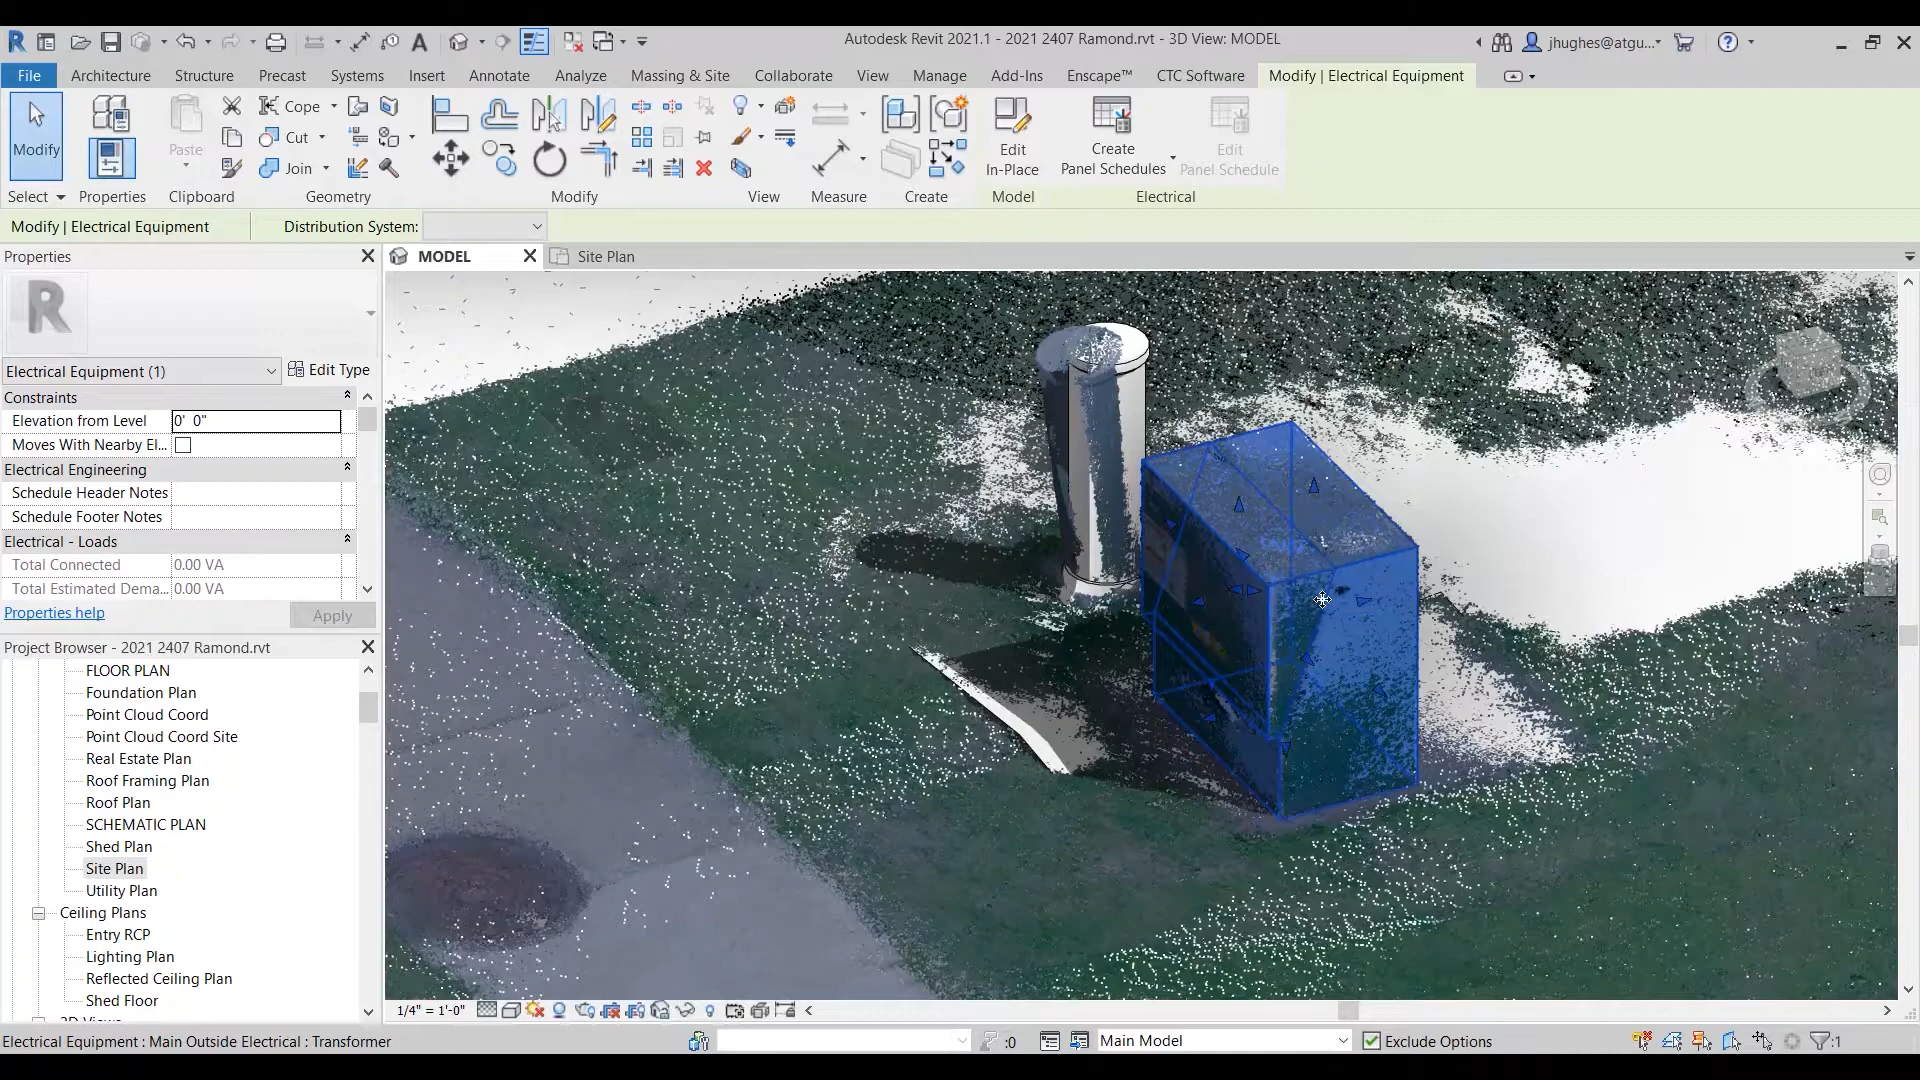 Autodesk Revit 2021.1 - 2021 2407 Ramond.rvt - 3D View: MODEL
jhughes@atgu...
File
Architecture
Structure
Precast
Systems
Insert
Annotate
Analyze
Massing & Site
Collaborate
View
Manage
Add-Ins
Enscape™
CTC Software
Modify | Electrical Equipment
Modify
Paste
Cope
Cut
Join
Edit
In-Place
Create
Panel Schedules
Edit
Panel Schedule
Select
Properties
Clipboard
Geometry
Modify
View
Measure
Create
Model
Electrical
Modify | Electrical Equipment
Distribution System:
Properties
MODEL
Site Plan
R
Electrical Equipment (1)
Edit Type
Constraints
Elevation from Level
0' 0"
Moves With Nearby El...
Electrical Engineering
Schedule Header Notes
Schedule Footer Notes
Electrical - Loads
Total Connected
0.00 VA
Total Estimated Dema...
0.00 VA
Properties help
Apply
Project Browser - 2021 2407 Ramond.rvt
FLOOR PLAN
Foundation Plan
Point Cloud Coord
Point Cloud Coord Site
Real Estate Plan
Roof Framing Plan
Roof Plan
SCHEMATIC PLAN
Shed Plan
Site Plan
Utility Plan
Ceiling Plans
Entry RCP
Lighting Plan
Reflected Ceiling Plan
Shed Floor
1/4" = 1'-0"
Electrical Equipment : Main Outside Electrical : Transformer
:0
Main Model
Exclude Options
:1